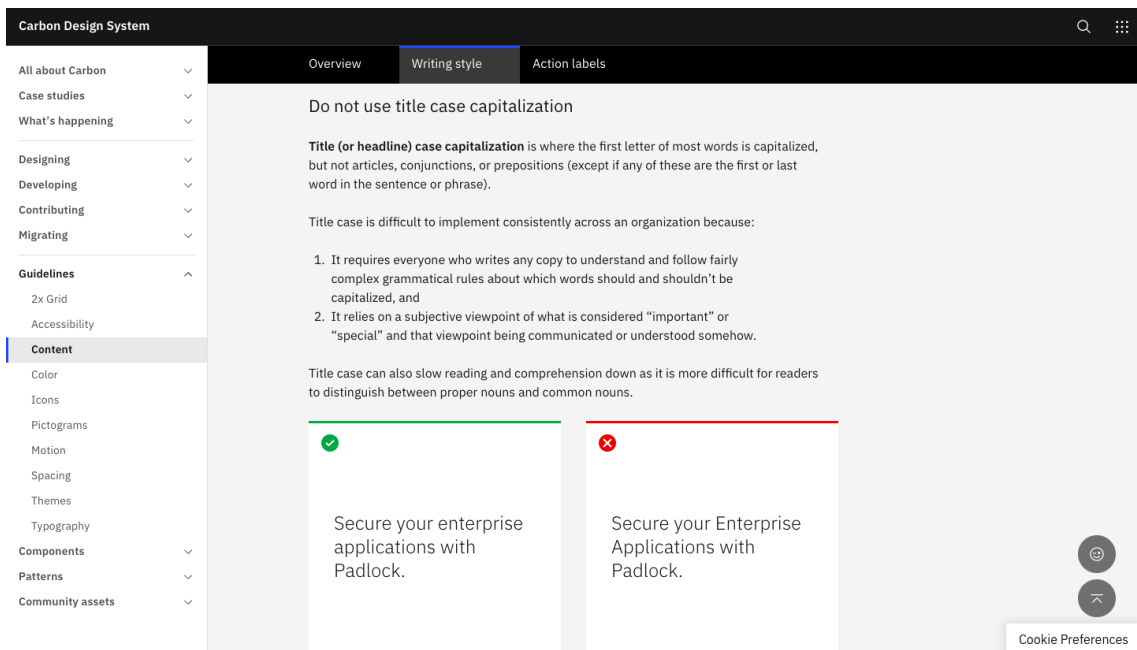 Carbon Design System
All about Carbon
Case studies
What's happening
Designing
Developing
Contributing
Migrating
Guidelines
2x Grid
Accessibility
Content
Color
Icons
Pictograms
Motion
Spacing
Themes
Typography
Components
Patterns
Community assets
Overview
Writing style
Action labels
Do not use title case capitalization
Title (or headline) case capitalization is where the first letter of most words is capitalized,
but not articles, conjunctions, or prepositions (except if any of these are the first or last
word in the sentence or phrase).
Title case is difficult to implement consistently across an organization because:
1. It requires everyone who writes any copy to understand and follow fairly
complex grammatical rules about which words should and shouldn't be
capitalized, and
2. It relies on a subjective viewpoint of what is considered “important” or
“special” and that viewpoint being communicated or understood somehow.
Title case can also slow reading and comprehension down as it is more difficult for readers
to distinguish between proper nouns and common nouns.
Secure your enterprise
applications with
Padlock.
Secure your Enterprise
Applications with
Padlock.
Cookie Preferences